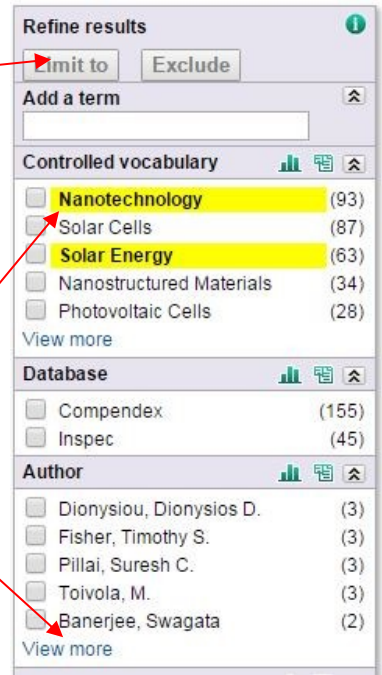 Refine results
Limit to Exclude
Add a term
Controlled vocabulary
Nanotechnology (93)
Solar Cells (87)
Solar Energy (63)
Nanostructured Materials (34)
Photovoltaic Cells (28)
View more
Database
Compendex (155)
Inspec (45)
Author
Dionysiou, Dionysios D. (3)
Fisher, Timothy S. (3)
Pillai, Suresh C. (3)
Toivola, M. (3)
Banerjee, Swagata (2)
View more